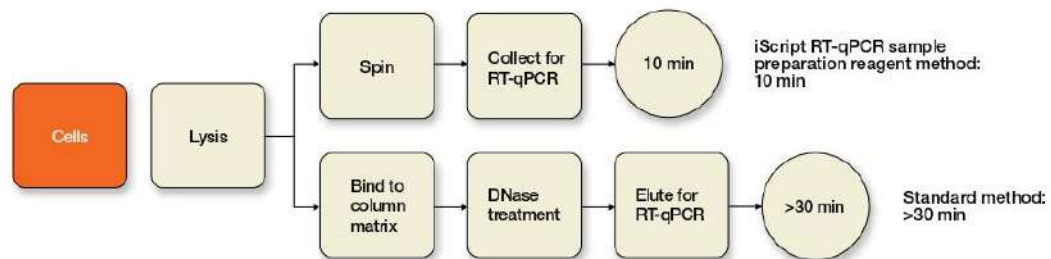 Cells
Lysis
Spin
Collect for
RT-qPCR
10 min
iScript RT-qPCR sample
preparation reagent method:
10 min
Bind to
column
matrix
DNase
treatment
Elute for
RT-qPCR
>30 min
Standard method:
>30 min